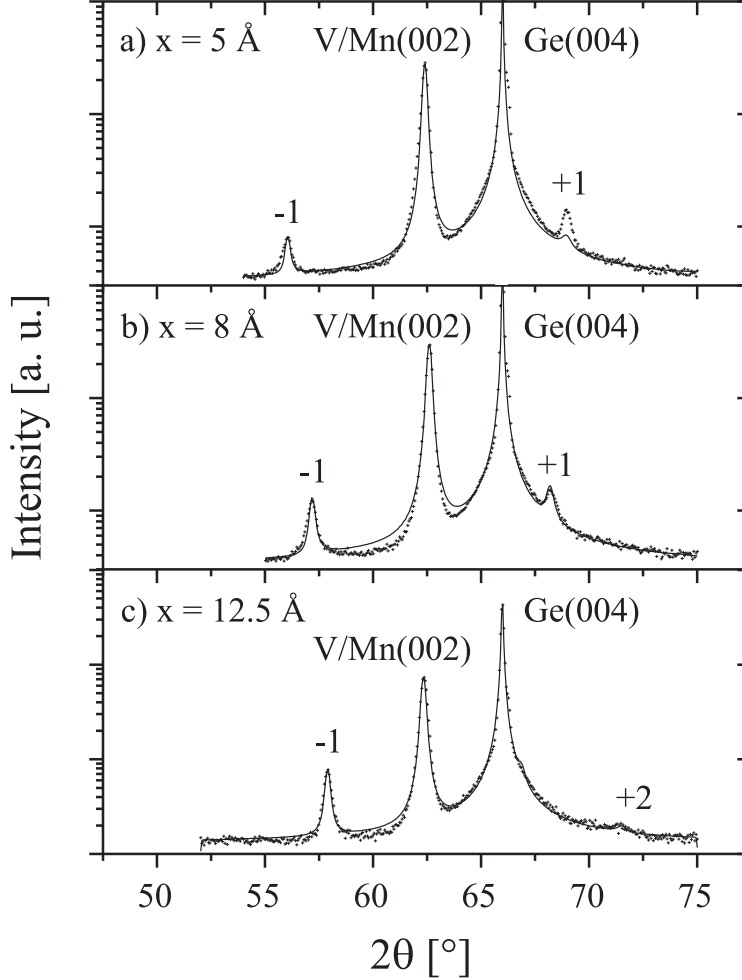 a) x = 5 Å V/Mn(002) Ge(004)
-1 +1
b) x = 8 Å V/Mn(002) Ge(004)
-1 +1
c) x = 12.5 Å Ge(004)
V/Mn(002)
-1 +2
Intensity [a. u.]
50 55 60 65 70 75
2θ [°]